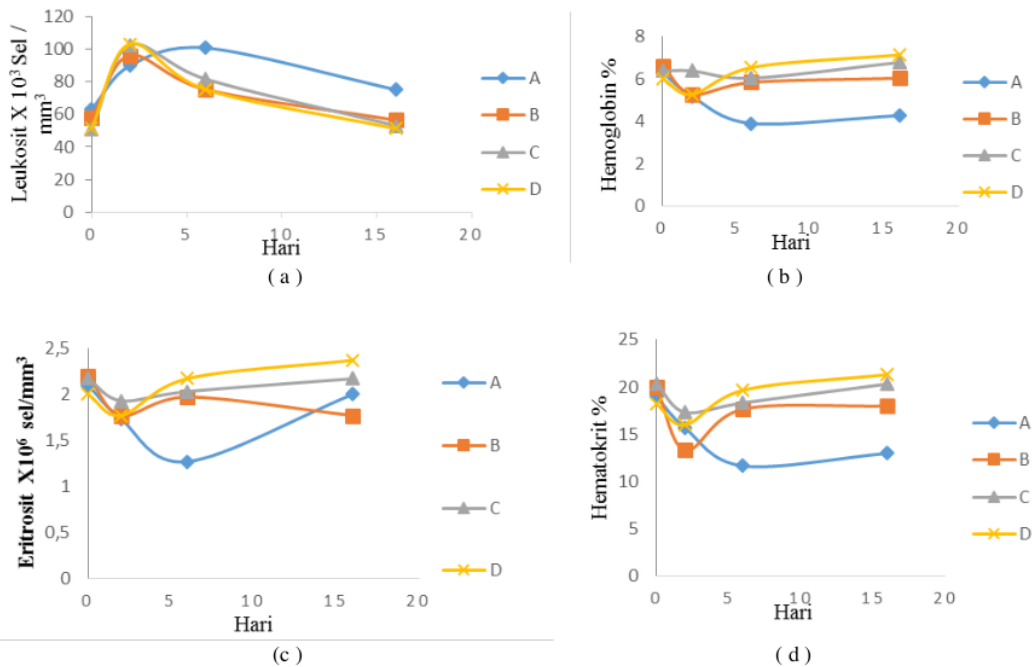 Leukosit X 10³ Sel /
mm³
120
100
80
60
40
20
0
0 5 10 15 20
Hari
A
B
C
D
( a )
Hemoglobin %
8
6
4
2
0
0 5 10 15 20
Hari
A
B
C
D
( b )
Eritrosit X10⁶ sel/mm³
2,5
2
1,5
1
0,5
0
0 5 10 15 20
Hari
A
B
C
D
(c)
Hematokrit %
25
20
15
10
5
0
0 5 10 15 20
Hari
A
B
C
D
( d )